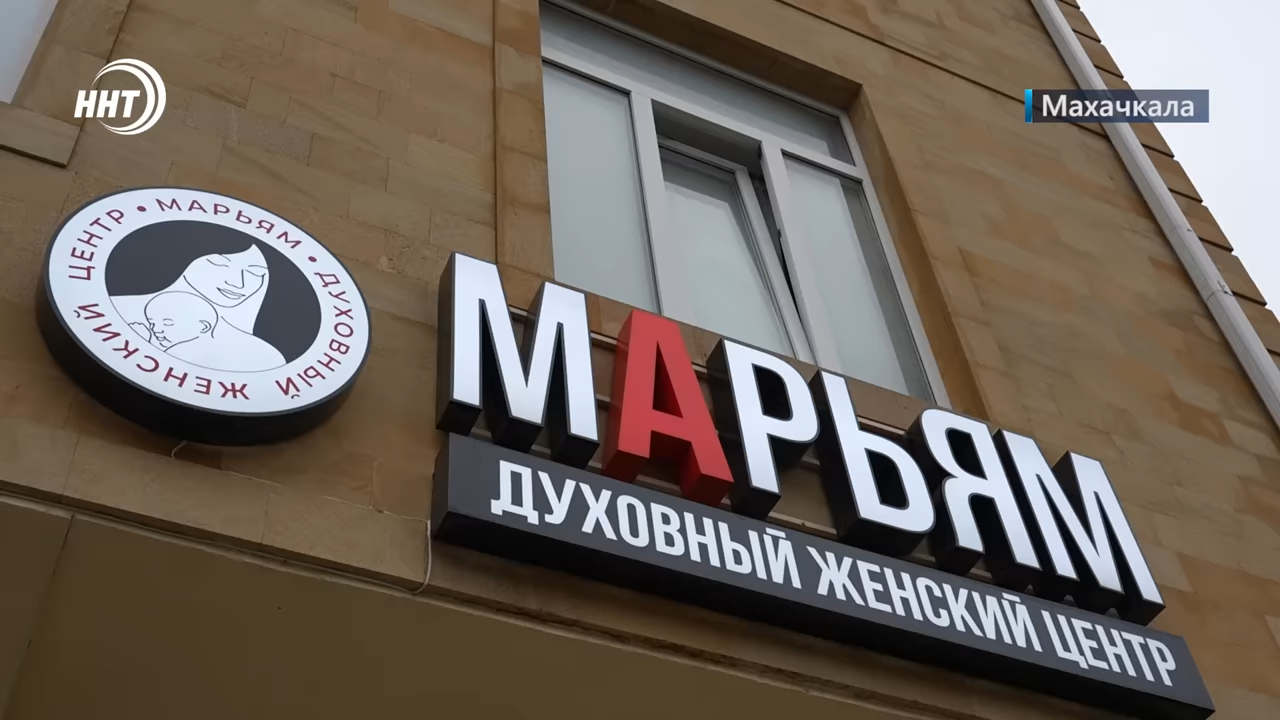 ННТ
Махачкала
МАРЬЯМ • ДУХОВНЫЙ ЖЕНСКИЙ ЦЕНТР •
МАРЬЯМ
ДУХОВНЫЙ ЖЕНСКИЙ ЦЕНТР